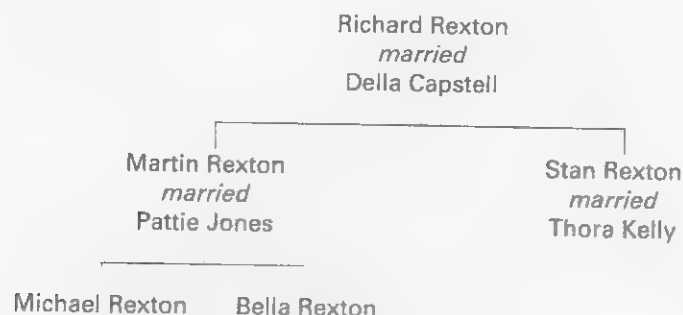 Richard Rexton
married
Della Capstell
Martin Rexton
married
Pattie Jones
Stan Rexton
married
Thora Kelly
Michael Rexton
Bella Rexton